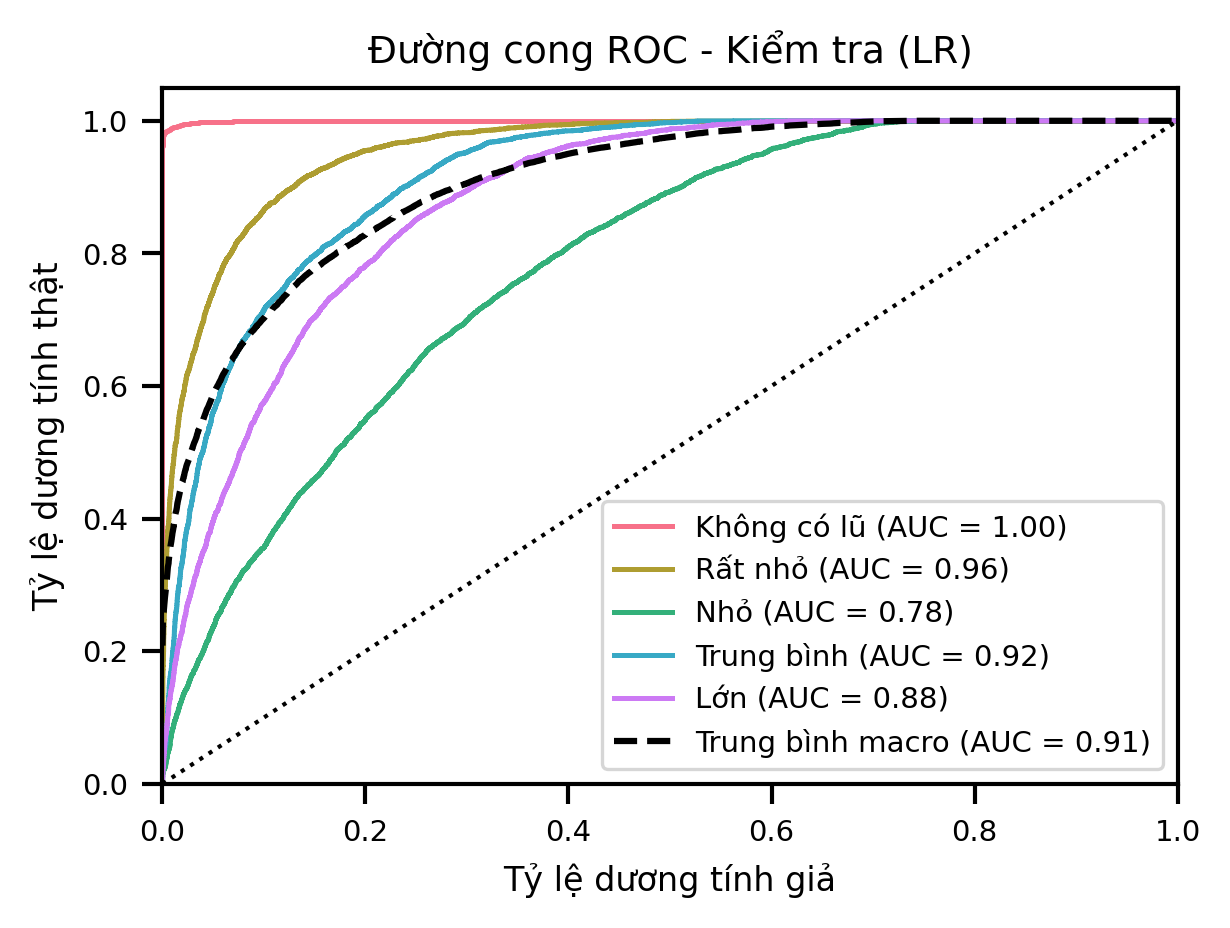 Đường cong ROC - Kiểm tra (LR)
Tỷ lệ dương tính thật
1.0
0.8
0.6
0.4
0.2
0.0
Không có lũ (AUC = 1.00)
Rất nhỏ (AUC = 0.96)
Nhỏ (AUC = 0.78)
Trung bình (AUC = 0.92)
Lớn (AUC = 0.88)
Trung bình macro (AUC = 0.91)
0.0 0.2 0.4 0.6 0.8 1.0
Tỷ lệ dương tính giả